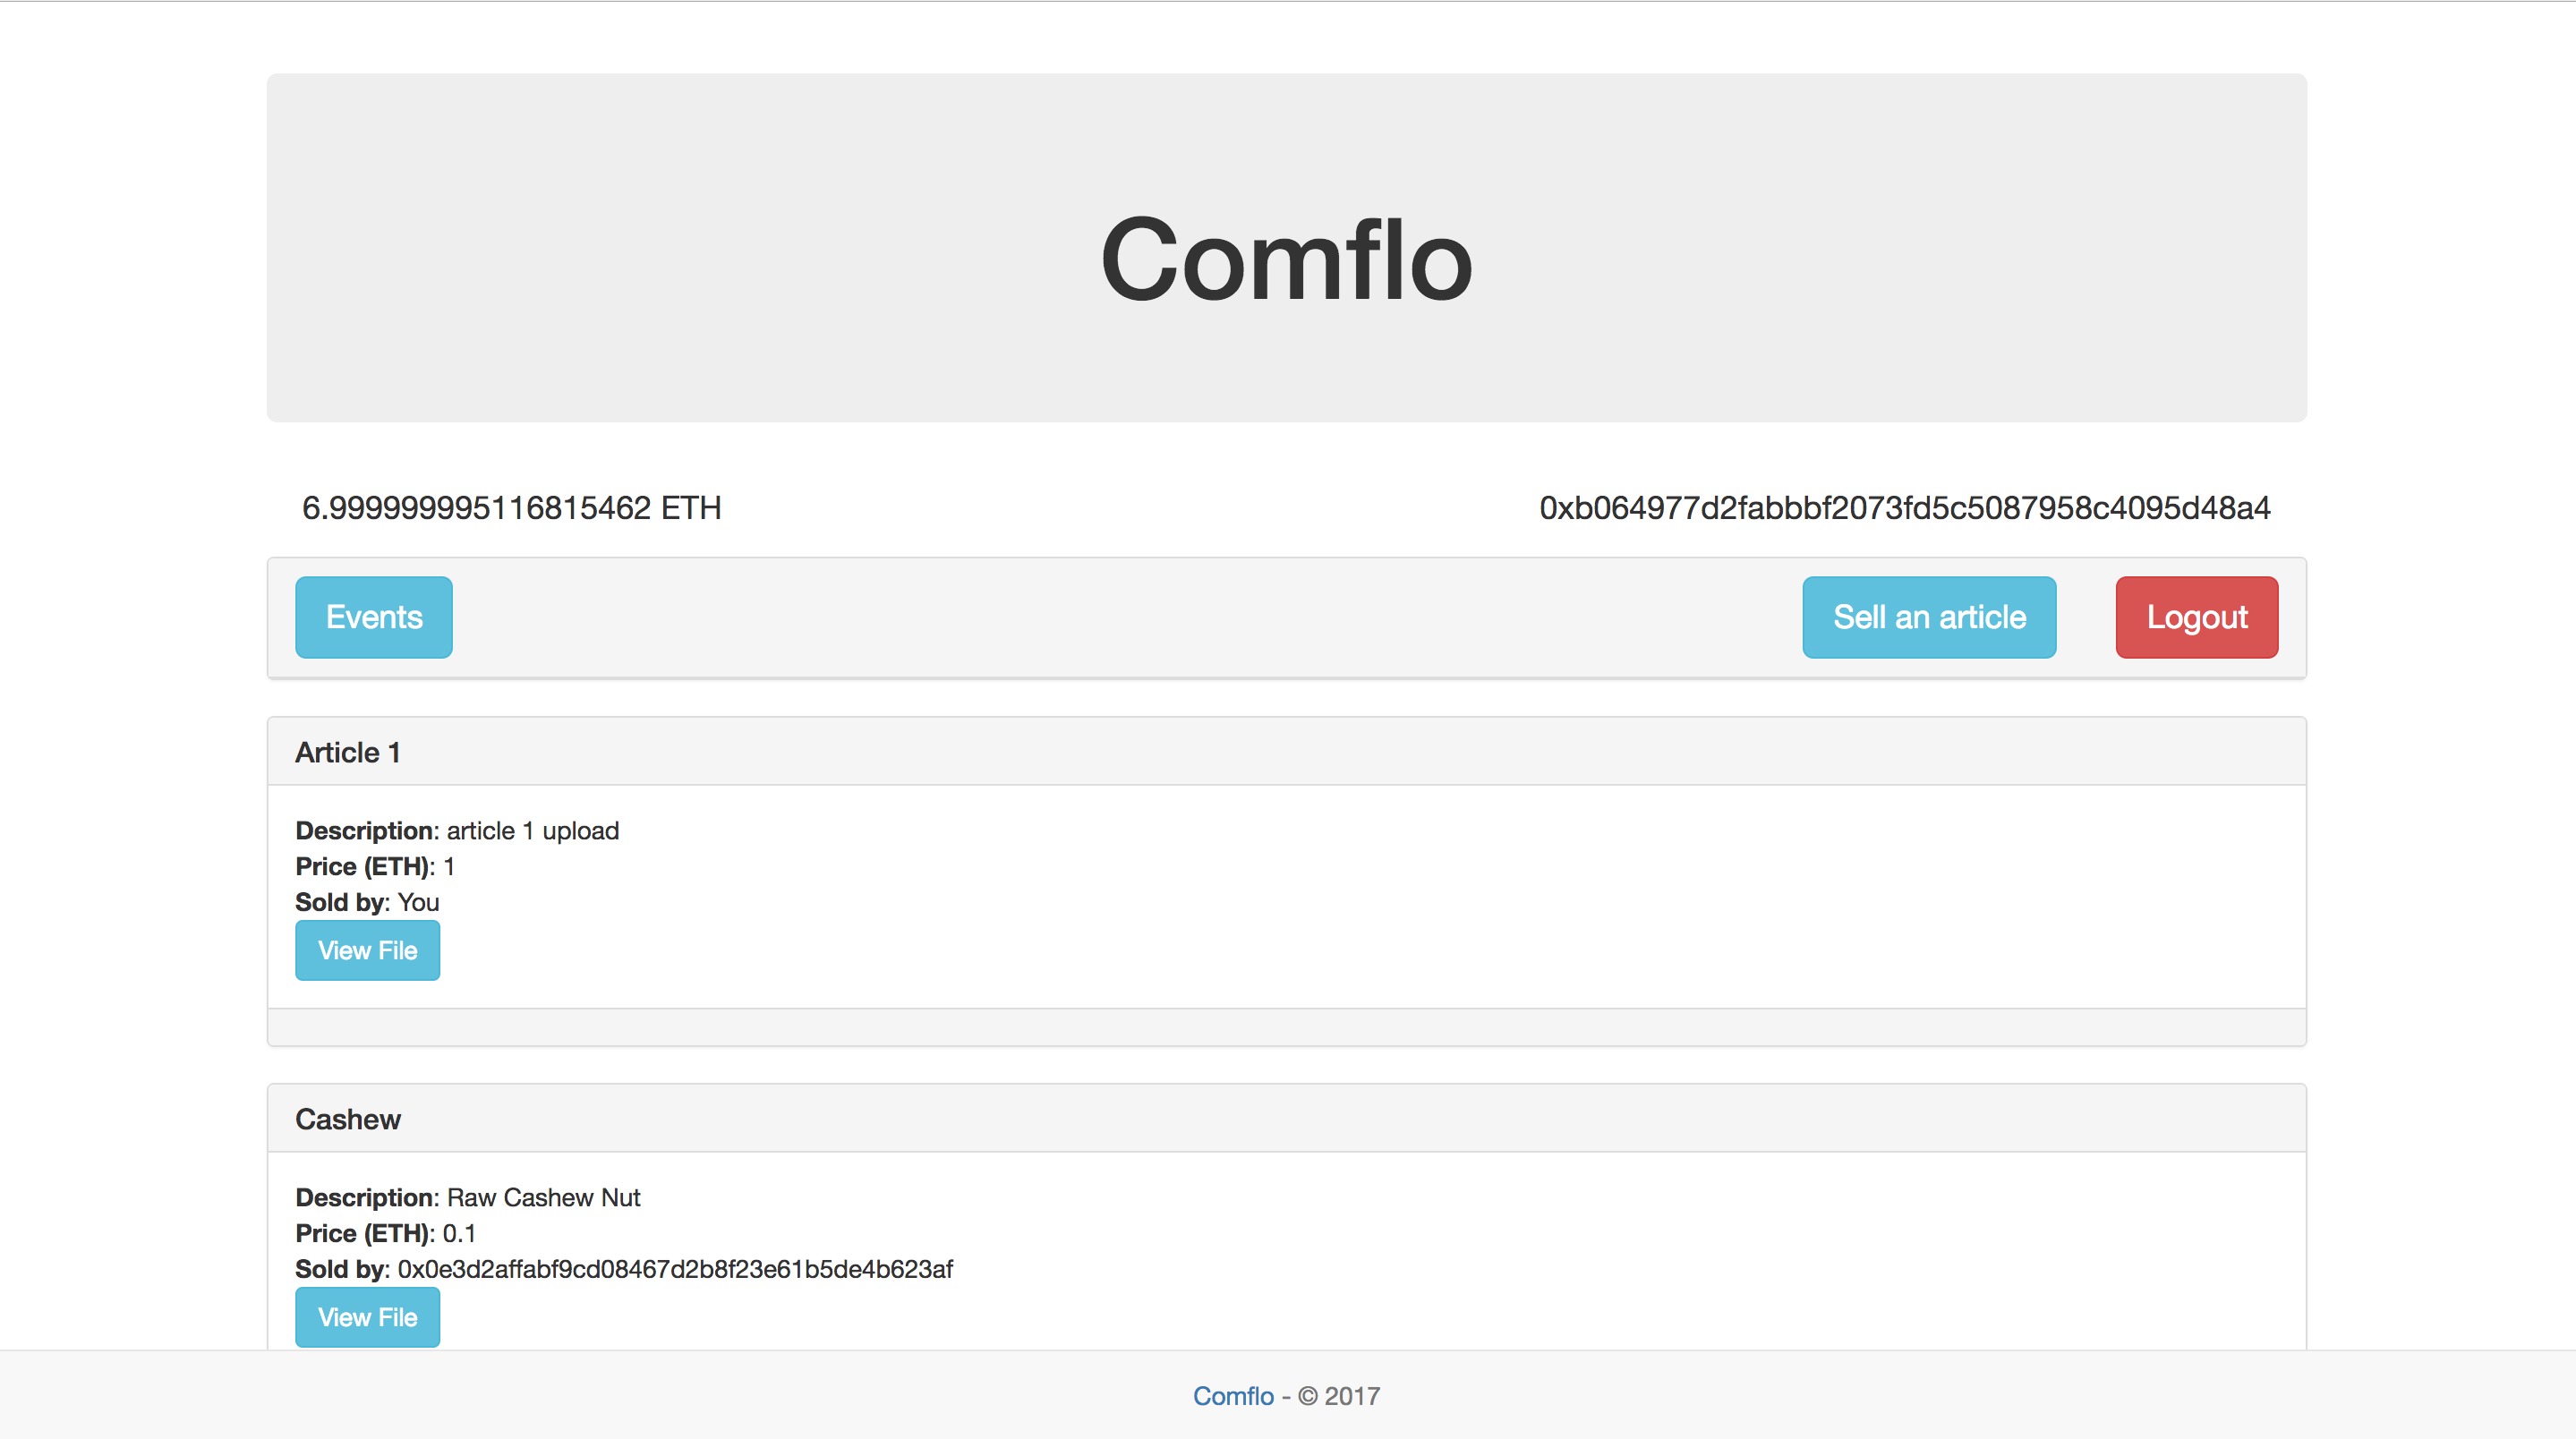 Comflo
6.999999995116815462 ETH
0xb064977d2fabbbf2073fd5c5087958c4095d48a4
Events
Sell an article
Logout
Article 1
Description: article 1 upload
Price (ETH): 1
Sold by: You
View File
Cashew
Description: Raw Cashew Nut
Price (ETH): 0.1
Sold by: 0x0e3d2affabf9cd08467d2b8f23e61b5de4b623af
View File
Comflo - © 2017